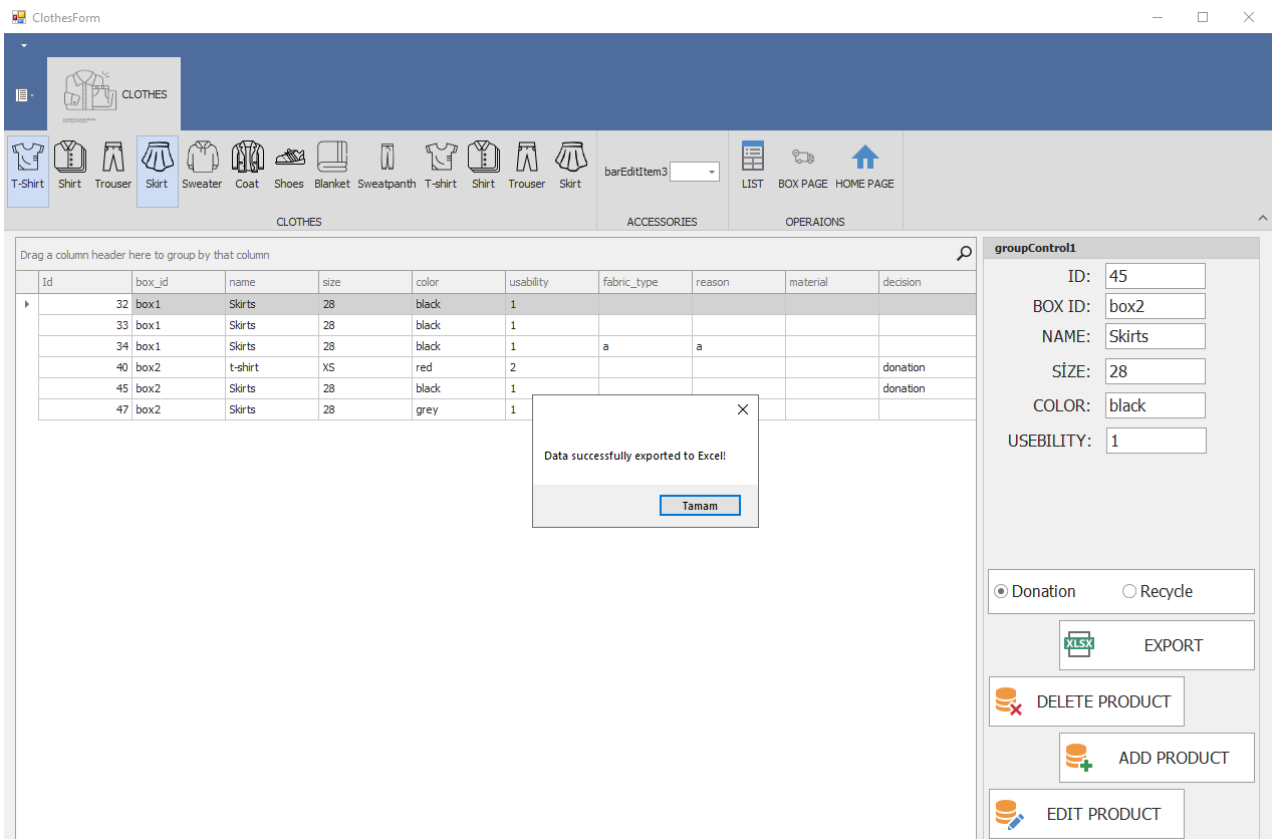 ClothesForm
CLOTHES
T-Shirt Shirt Trouser Skirt Sweater Coat Shoes Blanket Sweatpanth T-shirt Shirt Trouser Skirt
barEditItem3
LIST BOX PAGE HOME PAGE
CLOTHES ACCESSORIES OPERAIONS
Drag a column header here to group by that column
Id box_id name size color usability fabric_type reason material decision
32 box1 Skirts 28 black 1
33 box1 Skirts 28 black 1
34 box1 Skirts 28 black 1 a a
40 box2 t-shirt XS red 2 donation
45 box2 Skirts 28 black 1 donation
47 box2 Skirts 28 grey 1
Data successfully exported to Excel!
Tamam
groupControl1
ID: 45
BOX ID: box2
NAME: Skirts
SİZE: 28
COLOR: black
USEBILITY: 1
Donation Recycle
XLSX EXPORT
DELETE PRODUCT
ADD PRODUCT
EDIT PRODUCT